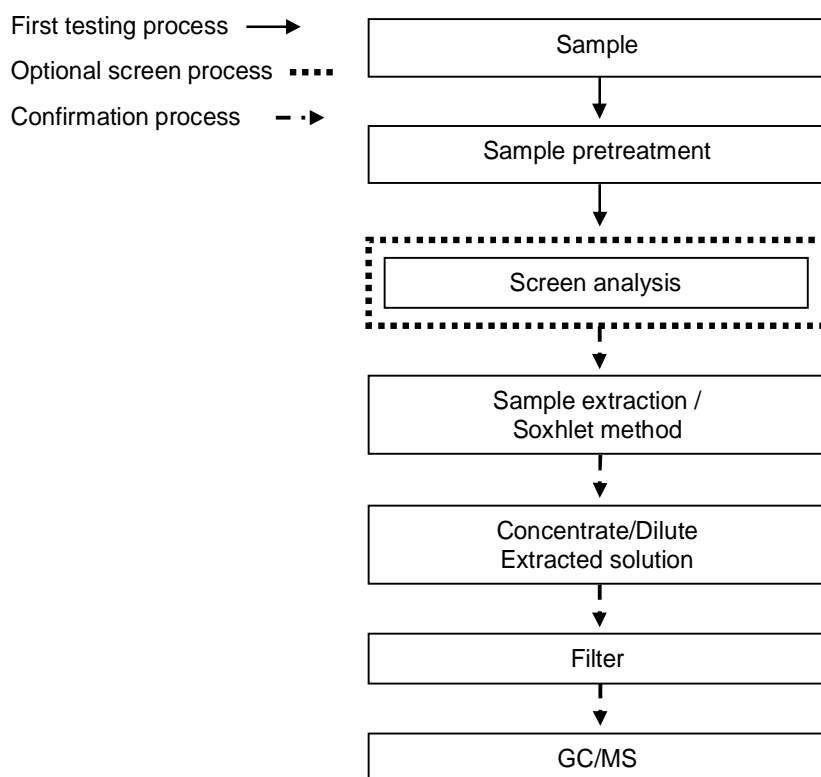 First testing process
Optional screen process
Confirmation process
Sample
Sample pretreatment
Screen analysis
Sample extraction /
Soxhlet method
Concentrate/Dilute
Extracted solution
Filter
GC/MS